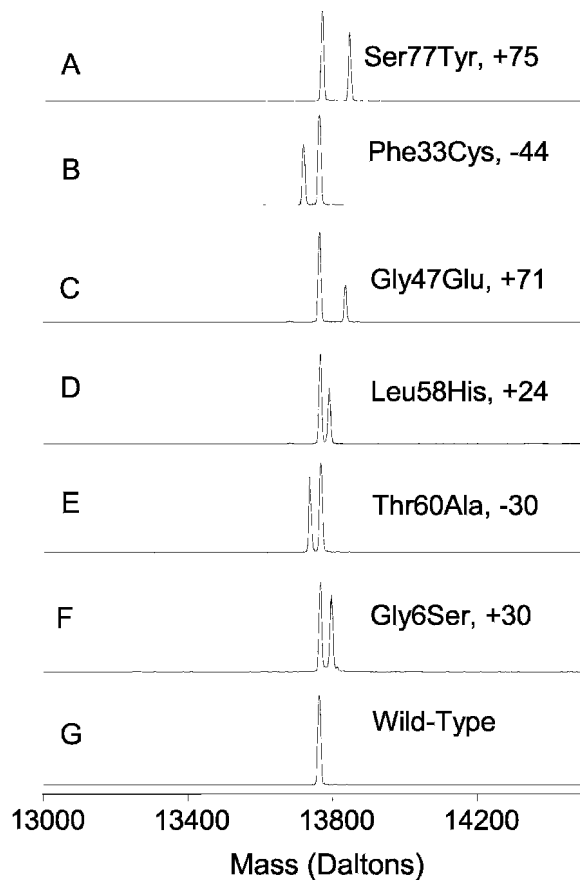 A Ser77Tyr, +75
B Phe33Cys, -44
C Gly47Glu, +71
D Leu58His, +24
E Thr60Ala, -30
F Gly6Ser, +30
G Wild-Type
13000 13400 13800 14200
Mass (Daltons)